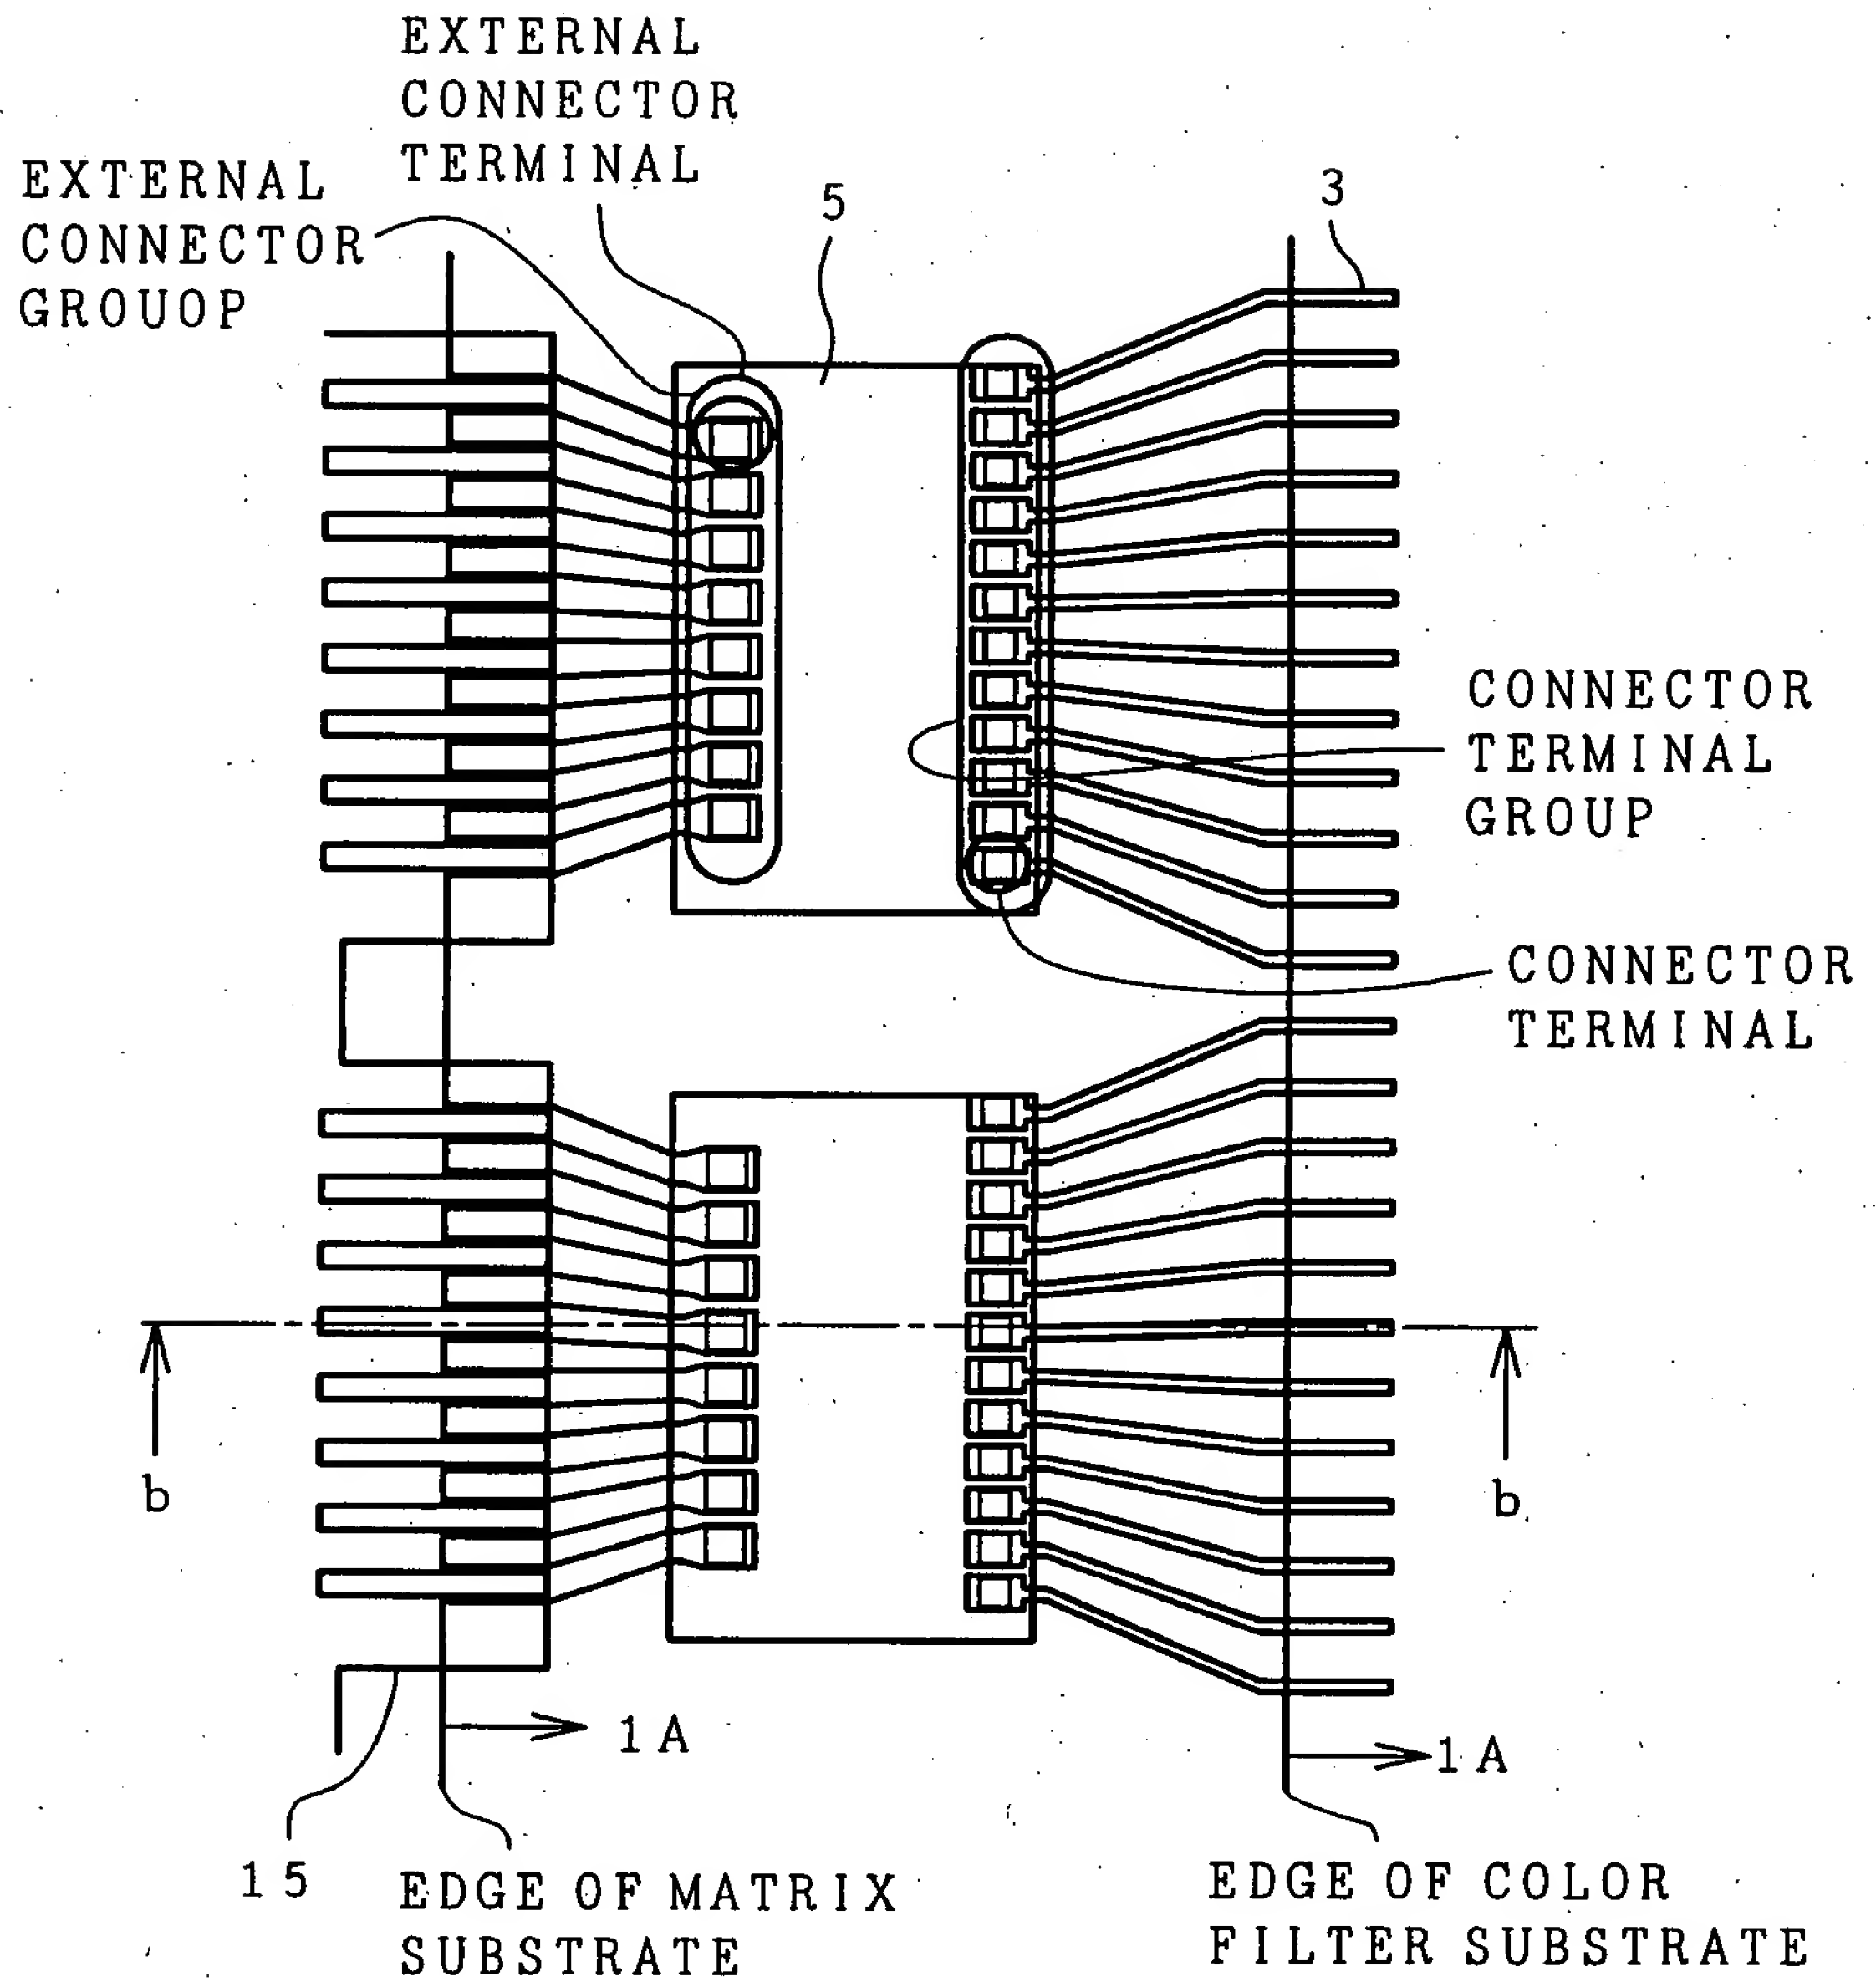 EXTERNAL
CONNECTOR
TERMINAL
EXTERNAL
CONNECTOR
GROUOP
5
3
CONNECTOR
TERMINAL
GROUP
CONNECTOR
TERMINAL
b
b
1A
1A
15
EDGE OF MATRIX
SUBSTRATE
EDGE OF COLOR
FILTER SUBSTRATE